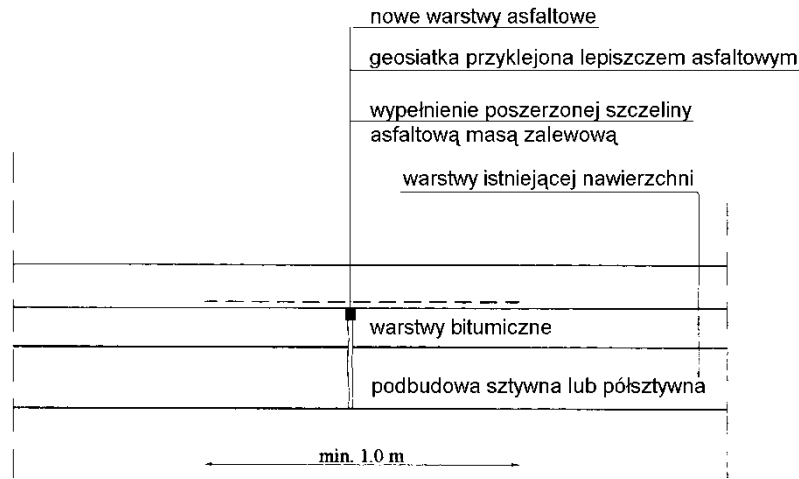 nowe warstwy asfaltowe
geosiatka przyklejona lepiszczem asfaltowym
wypełnienie poszerzonej szczeliny
asfaltową masą zalewową
warstwy istniejącej nawierzchni
warstwy bitumiczne
podbudowa sztywna lub półsztywna
min. 1.0 m